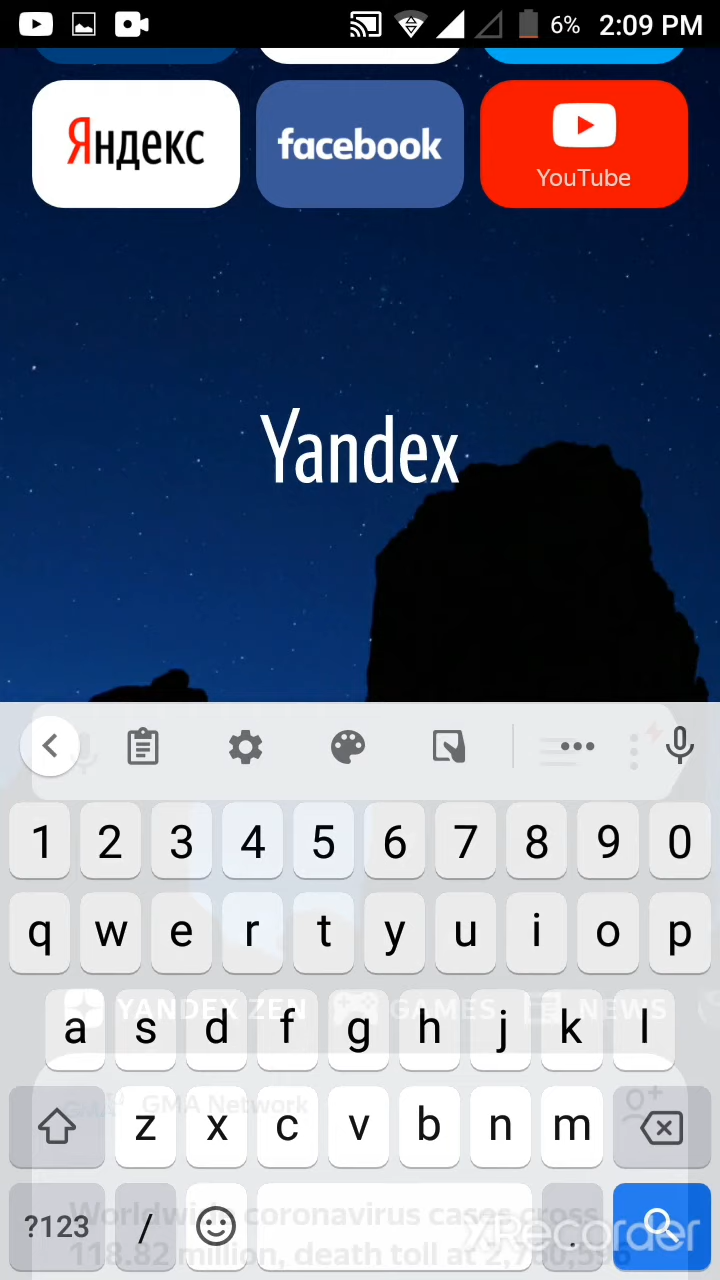 6% 2:09 PM
Яндекс facebook YouTube
Yandex
1 2 3 4 5 6 7 8 9 0
q w e r t y u i o p
YANDEX ZEN GAMES NEWS
a s d f g h j k l
GMA Network
z x c v b n m
Worldwide coronavirus cases cross
?123 / .
XRecorder
118.82 million, death toll at